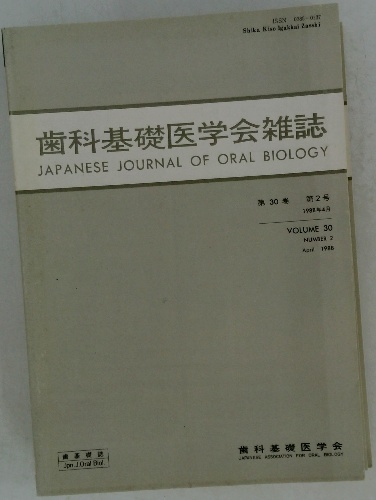 ISSN 0385-0137
Shika Kiso Igakkai Zasshi
歯科基礎医学会雑誌
JAPANESE JOURNAL OF ORAL BIOLOGY
第 30 巻 第 2 号
1988年4月
VOLUME 30
NUMBER 2
April 1988
歯基礎誌
Jpn.J.Oral Biol.
歯科基礎医学会
JAPANESE ASSOCIATION FOR ORAL BIOLOGY